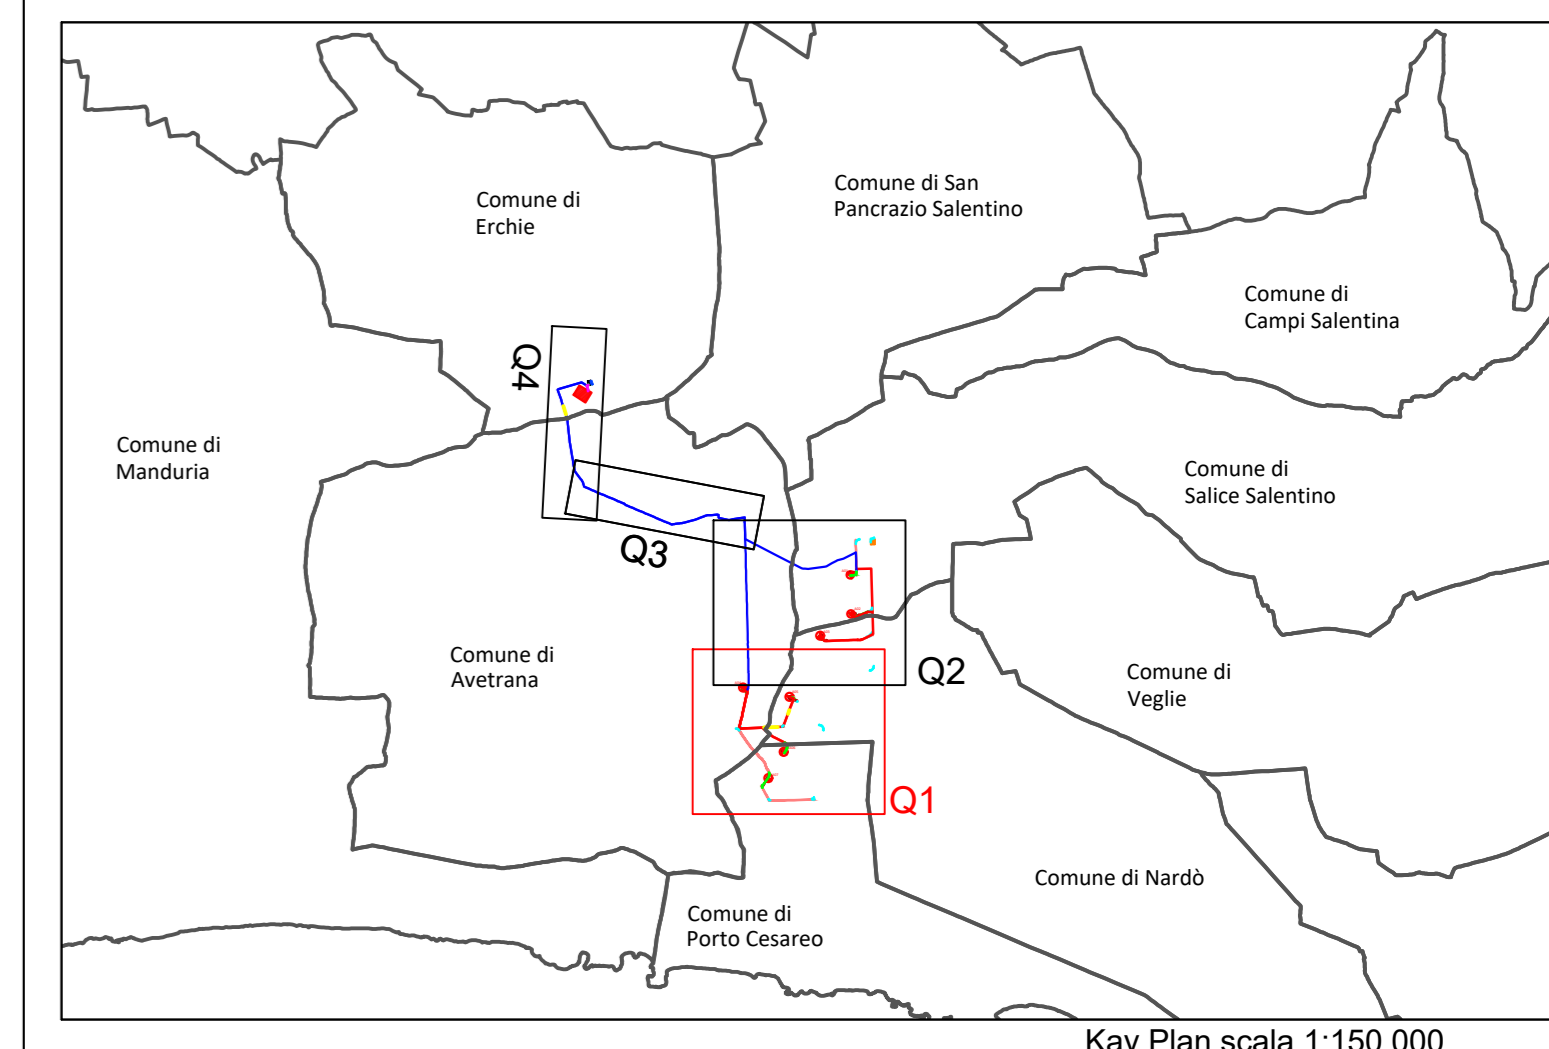 Comune di San
Pancrazio Salentino
Comune di
Erchie
Comune di
Campi Salentina
Q4
Comune di
Manduria
Comune di
Salice Salentino
Q3
Comune di
Avetrana
Q2
Comune di
Veglie
Q1
Comune di Nardò
Comune di
Porto Cesareo
Kay Plan scala 1:150.000